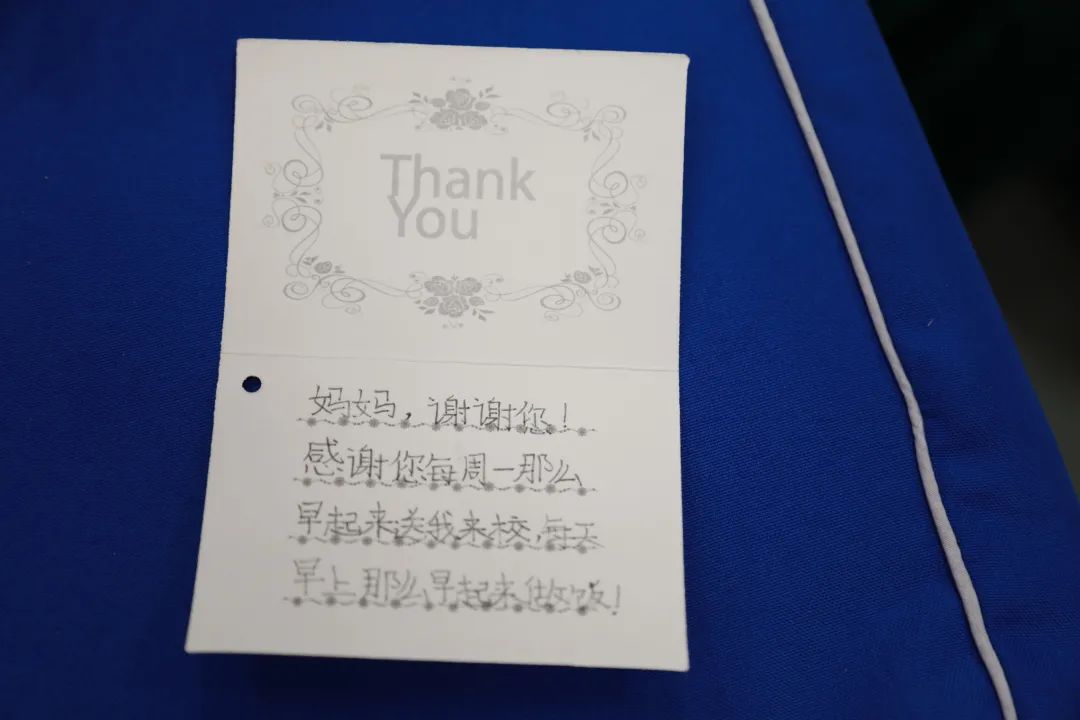 Thank
You
妈妈，谢谢您！
感谢您每周一那么
早起来送我来校，每天
早上那么早起来做饭！